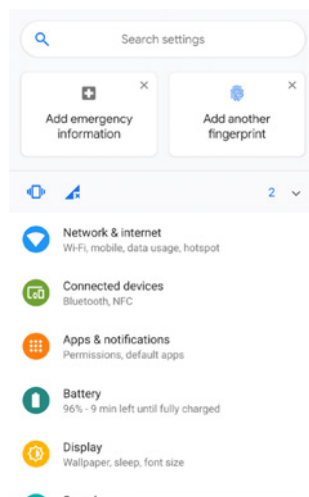 Search settings
Add emergency
information
Add another
fingerprint
2
Network & internet
Wi-Fi, mobile, data usage, hotspot
Connected devices
Bluetooth, NFC
Apps & notifications
Permissions, default apps
Battery
96% - 9 min left until fully charged
Display
Wallpaper, sleep, font size